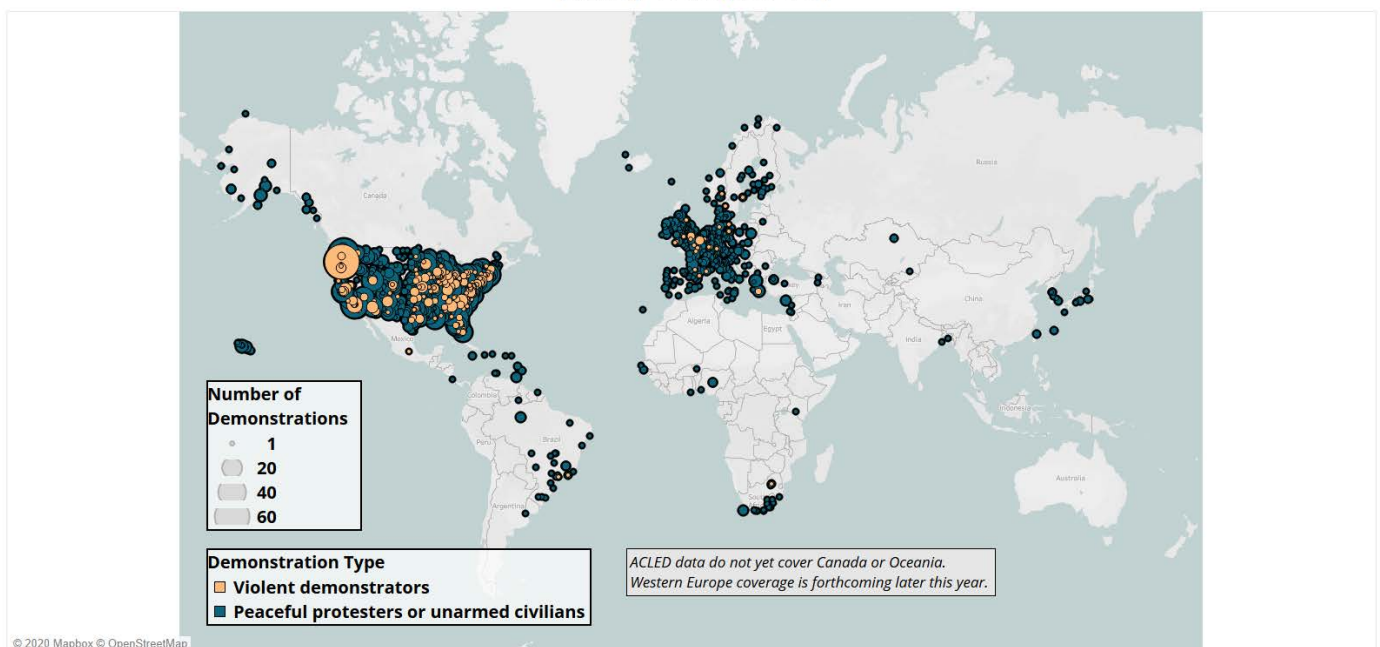 Russia
Canada
Algeria
Egypt
Iran
China
India
Mexico
Colombia
Peru
Brazil
Argentina
Indonesia
Australia
Number of
Demonstrations
1
20
40
60
Demonstration Type
Violent demonstrators
Peaceful protesters or unarmed civilians
ACLED data do not yet cover Canada or Oceania.
Western Europe coverage is forthcoming later this year.
© 2020 Mapbox © OpenStreetMap